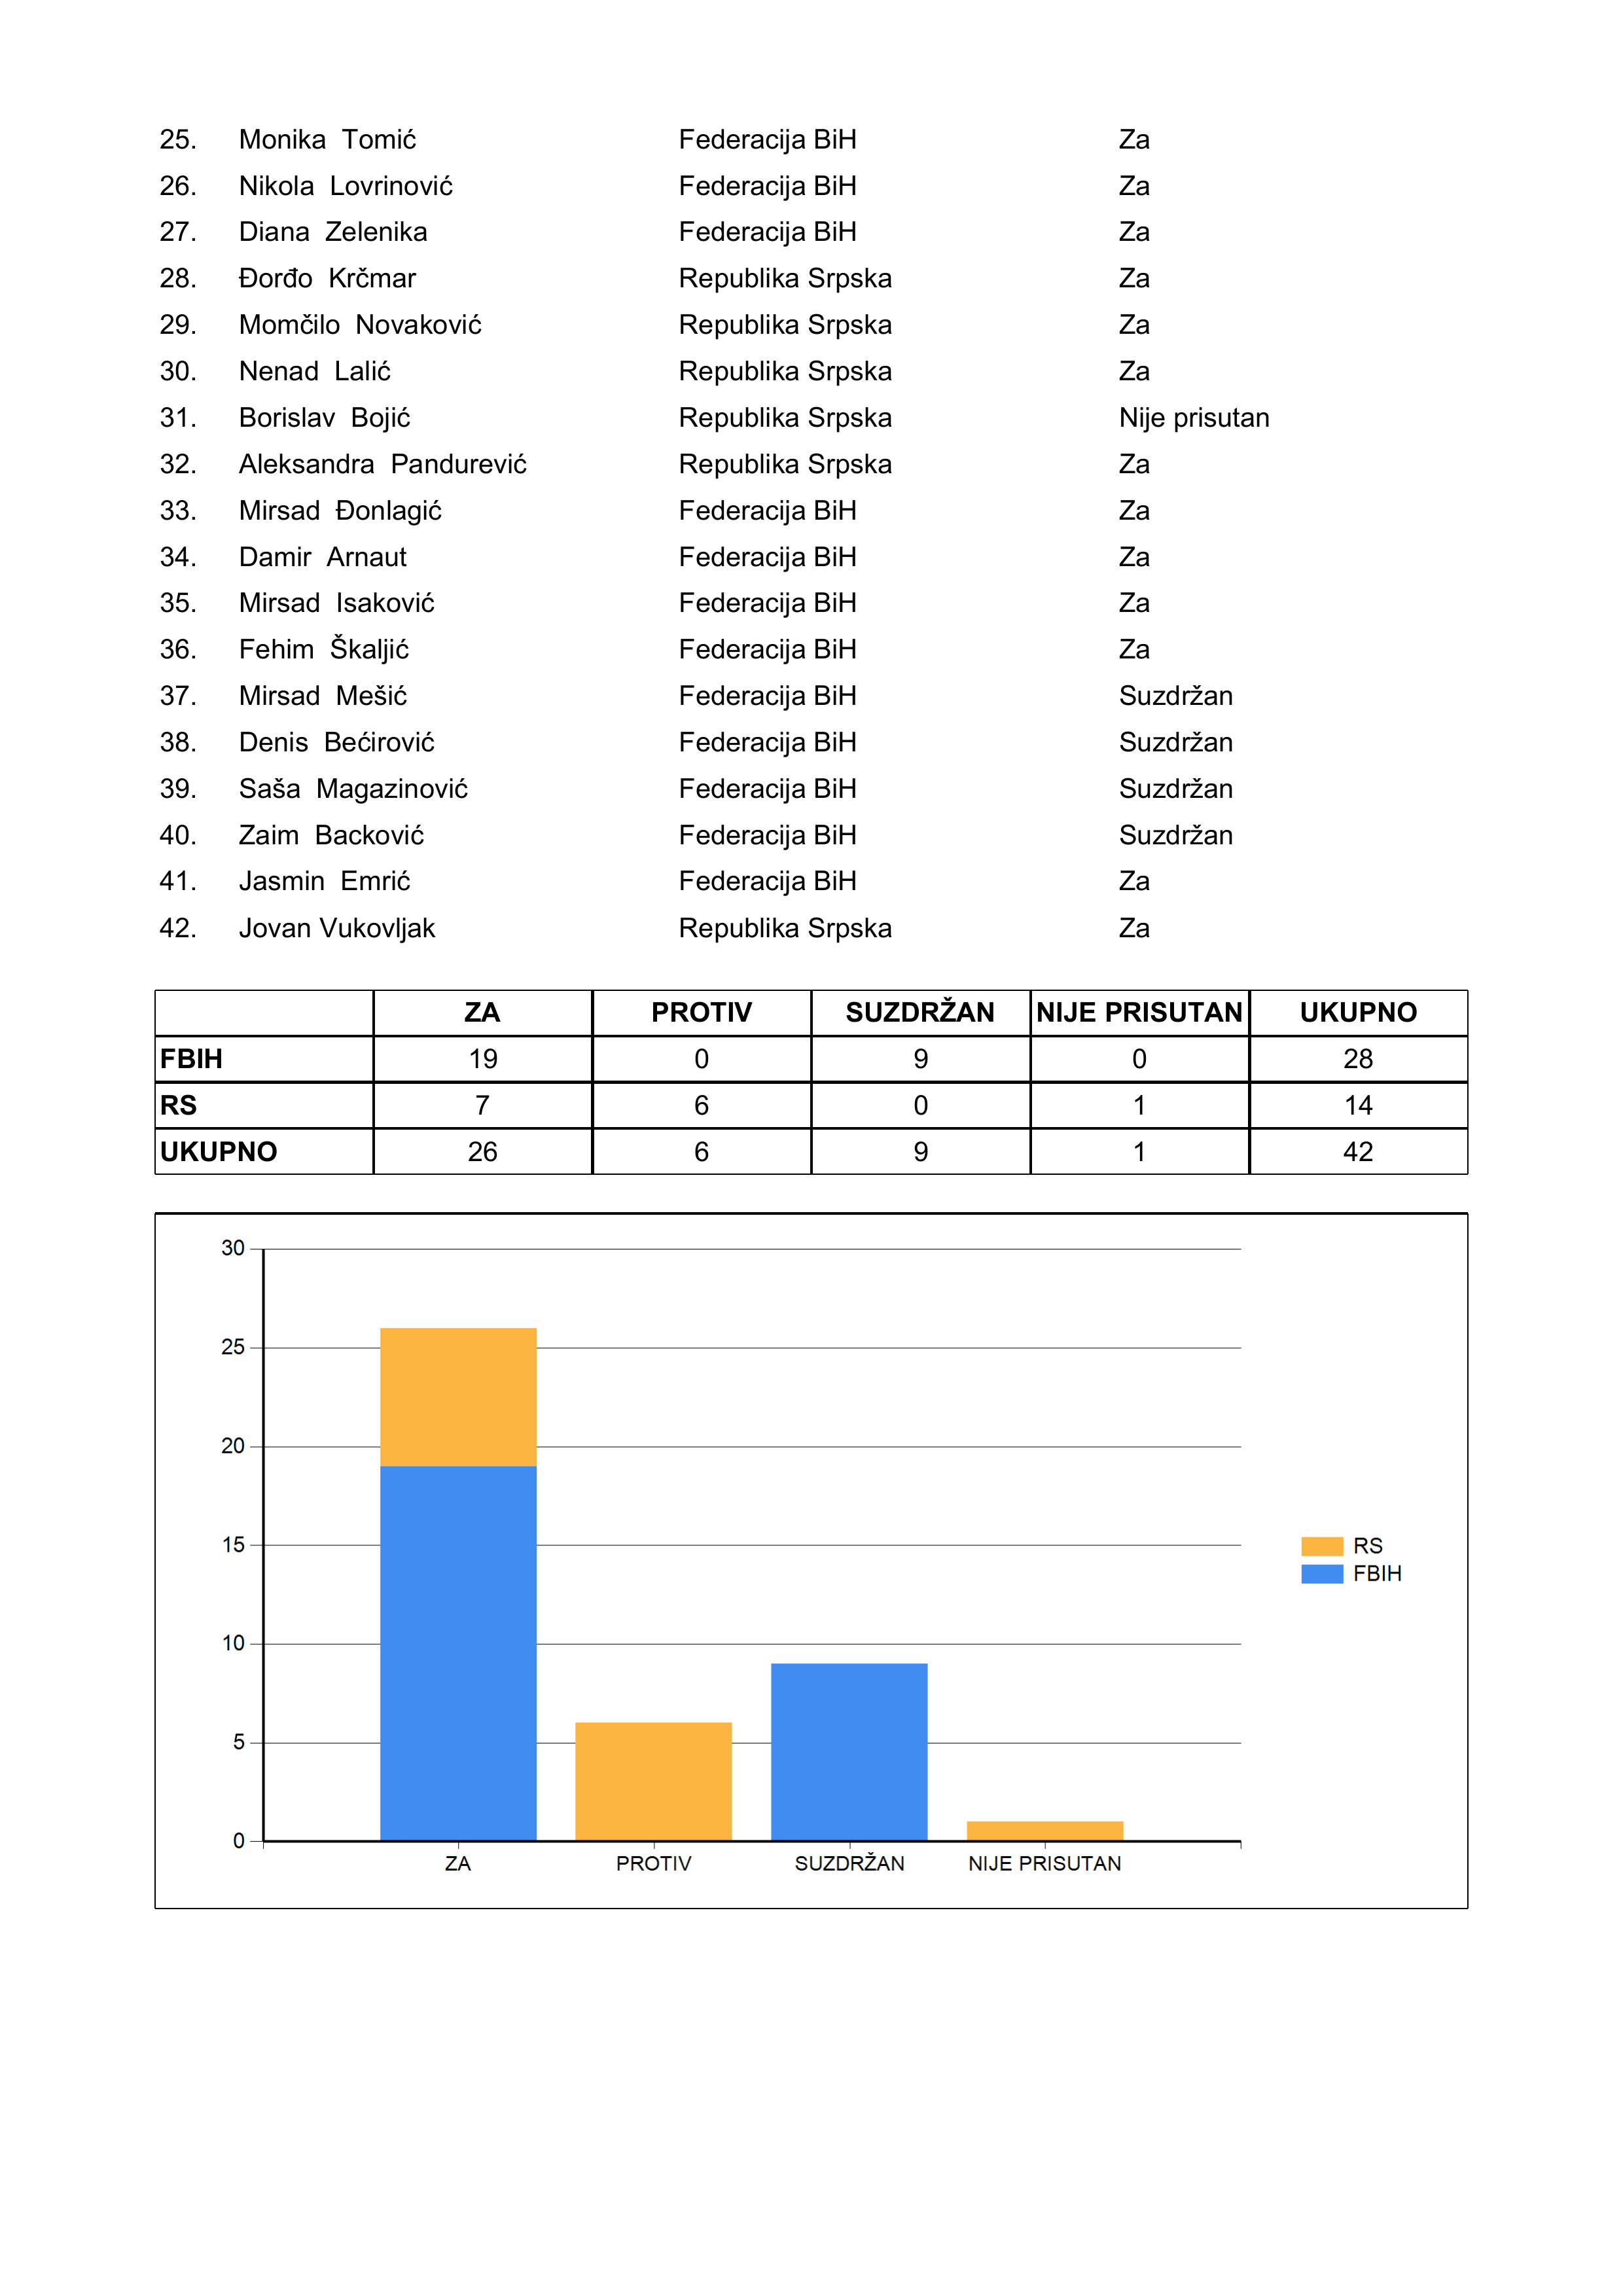 25. Monika Tomić Federacija BiH Za
26. Nikola Lovrinović Federacija BiH Za
27. Diana Zelenika Federacija BiH Za
28. Đorđo Krčmar Republika Srpska Za
29. Momčilo Novaković Republika Srpska Za
30. Nenad Lalić Republika Srpska Za
31. Borislav Bojić Republika Srpska Nije prisutan
32. Aleksandra Pandurević Republika Srpska Za
33. Mirsad Đonlagić Federacija BiH Za
34. Damir Arnaut Federacija BiH Za
35. Mirsad Isaković Federacija BiH Za
36. Fehim Škaljić Federacija BiH Za
37. Mirsad Mešić Federacija BiH Suzdržan
38. Denis Bećirović Federacija BiH Suzdržan
39. Saša Magazinović Federacija BiH Suzdržan
40. Zaim Backović Federacija BiH Suzdržan
41. Jasmin Emrić Federacija BiH Za
42. Jovan Vukovljak Republika Srpska Za
ZA PROTIV SUZDRŽAN NIJE PRISUTAN UKUPNO
FBIH 19 0 9 0 28
RS 7 6 0 1 14
UKUPNO 26 6 9 1 42
30
25
20
15
10
5
0
ZA PROTIV SUZDRŽAN NIJE PRISUTAN
RS
FBIH